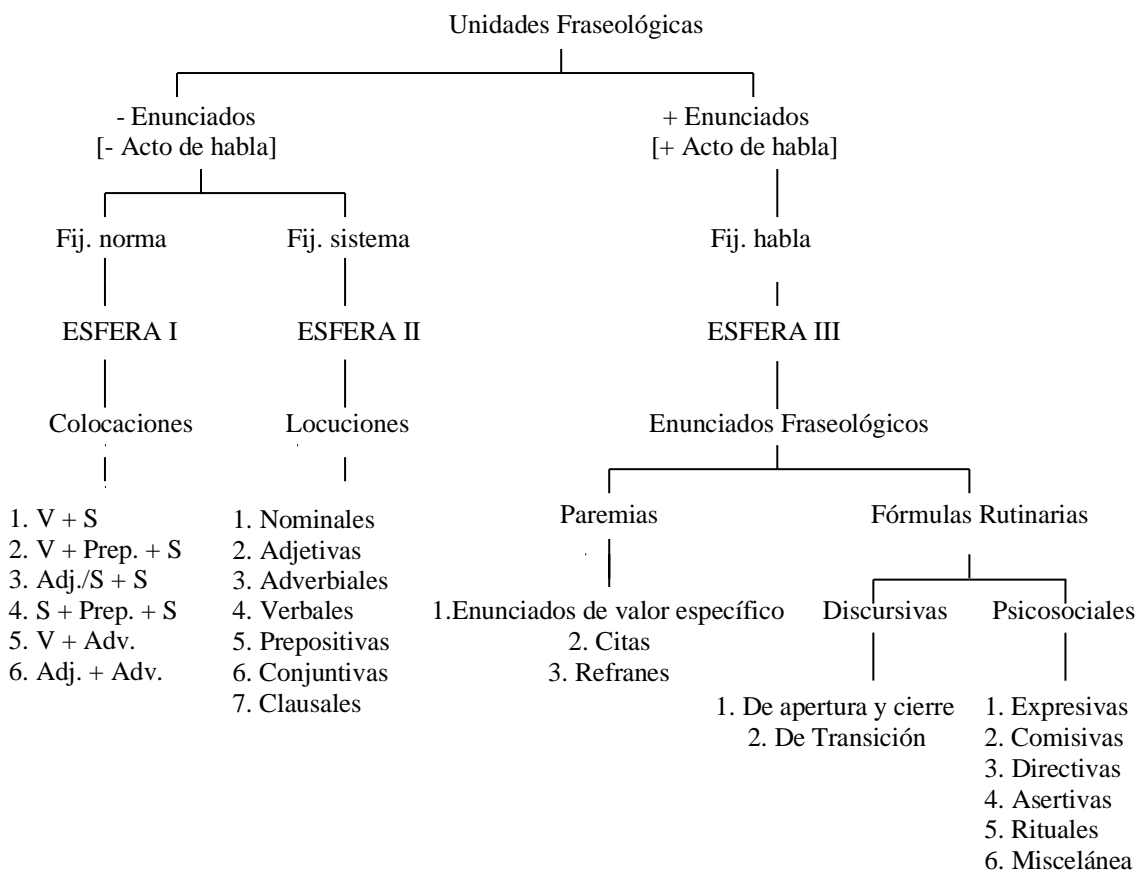 Unidades Fraseológicas
- Enunciados
[- Acto de habla]
+ Enunciados
[+ Acto de habla]
Fij. norma
Fij. sistema
Fij. habla
ESFERA I
ESFERA II
ESFERA III
Colocaciones
Locuciones
Enunciados Fraseológicos
1. V + S
2. V + Prep. + S
3. Adj./S + S
4. S + Prep. + S
5. V + Adv.
6. Adj. + Adv.
1. Nominales
2. Adjetivas
3. Adverbiales
4. Verbales
5. Prepositivas
6. Conjuntivas
7. Clausales
Paremias
1.Enunciados de valor específico
2. Citas
3. Refranes
Fórmulas Rutinarias
Discursivas
1. De apertura y cierre
2. De Transición
Psicosociales
1. Expresivas
2. Comisivas
3. Directivas
4. Asertivas
5. Rituales
6. Miscelánea